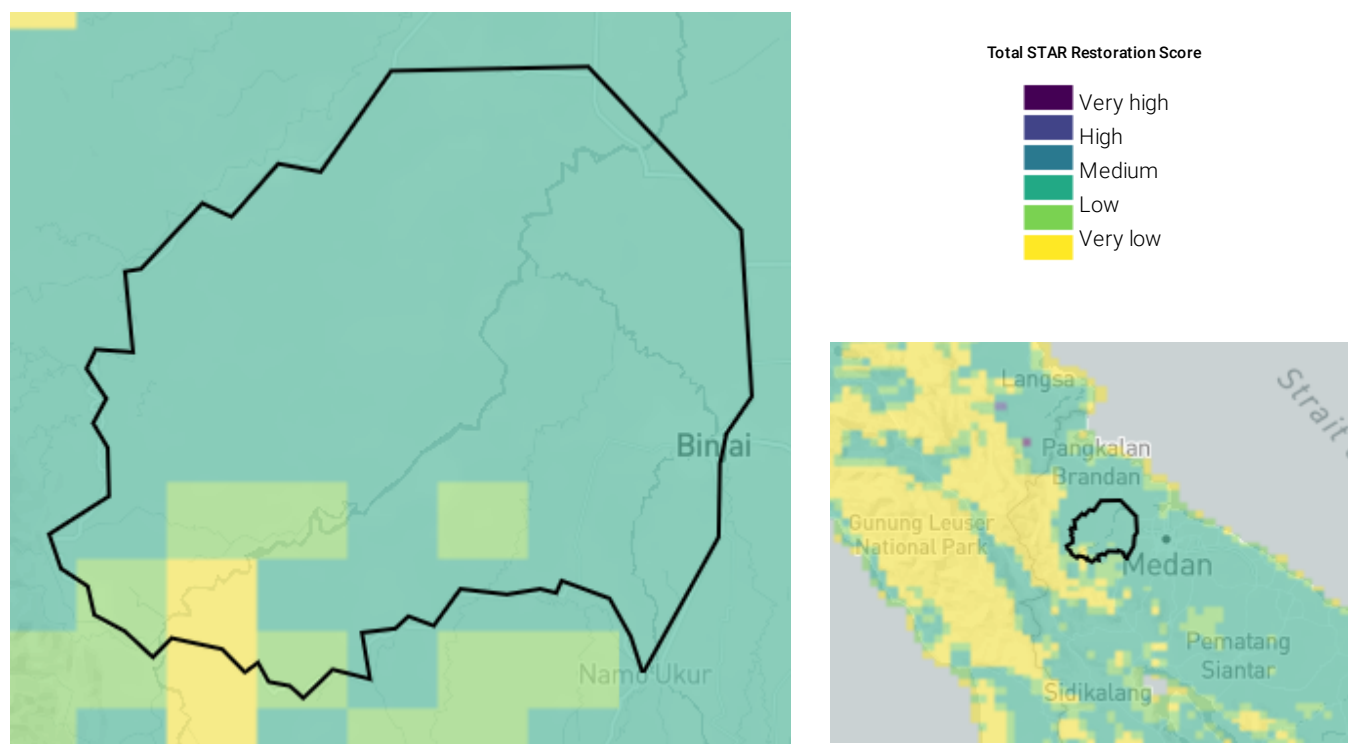 Total STAR Restoration Score
Very high
High
Medium
Low
Very low
Binjai
Namo Ukur
Langsa
Strait
Pangkalan
Brandan
Gunung Leuser
National Park
Medan
Pematang
Siantar
Sidikalang